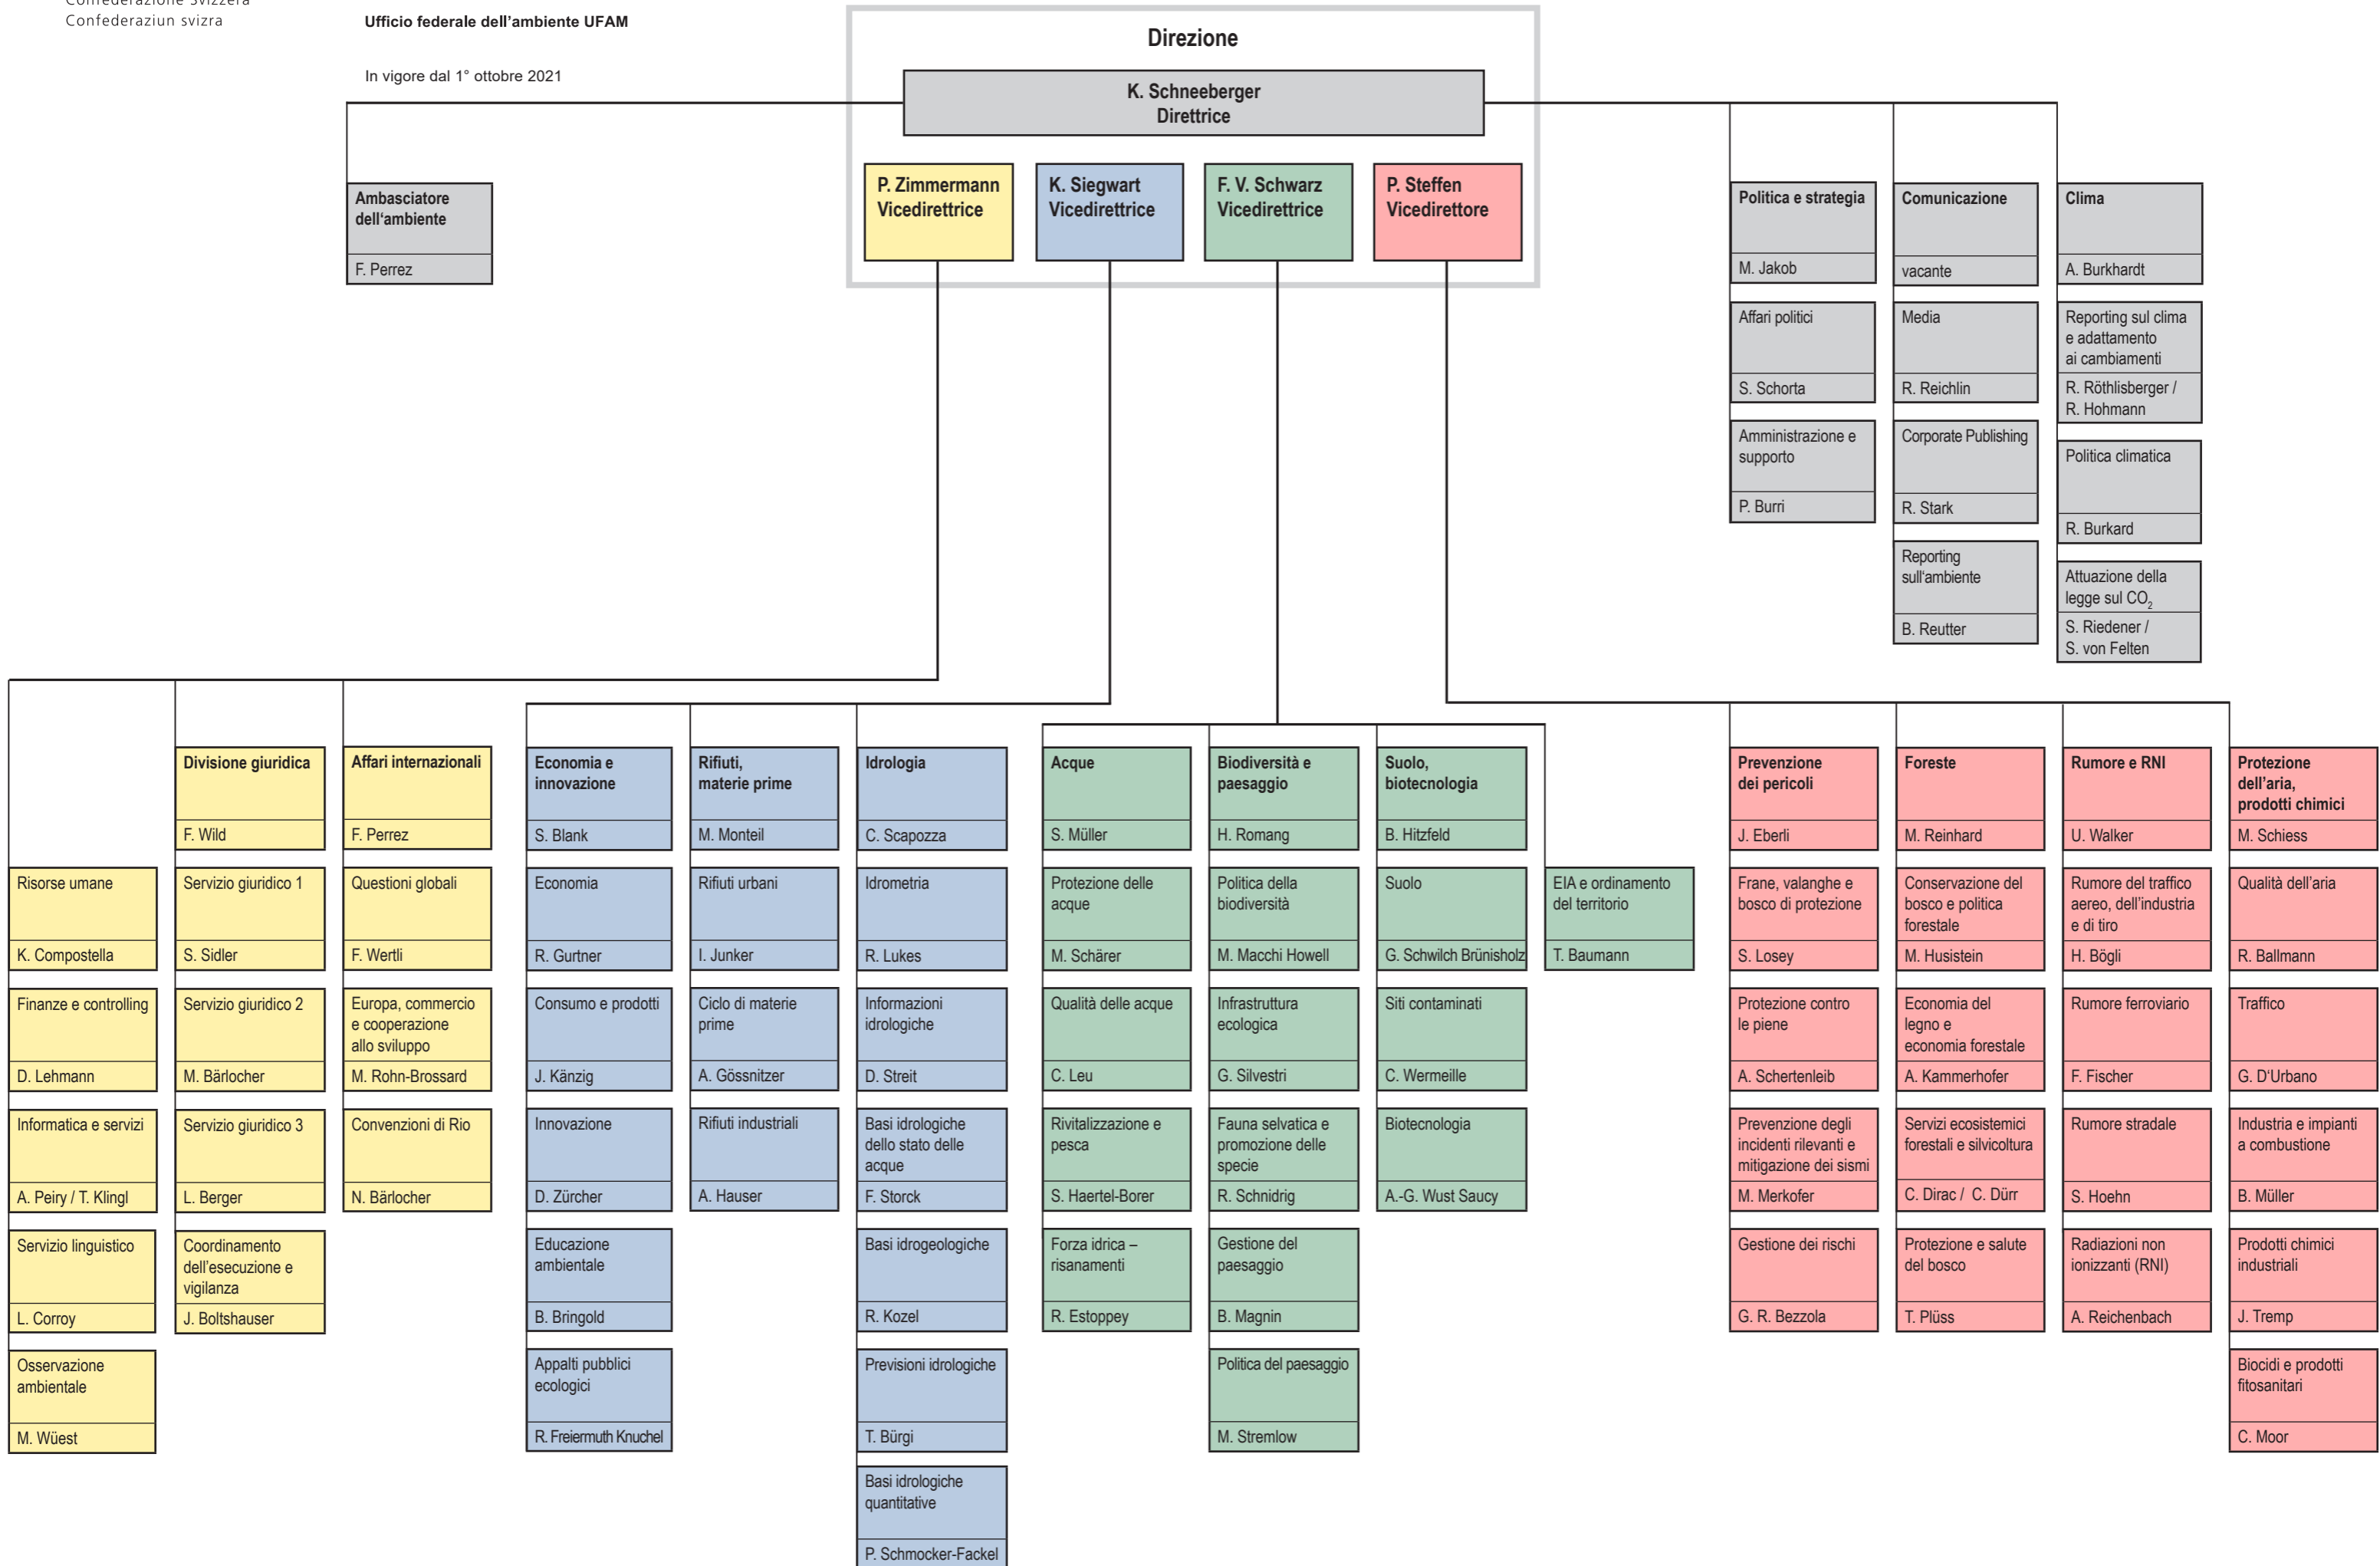 Confederazione Svizzera
Confederaziun svizra
Ufficio federale dell'ambiente UFAM
In vigore dal 1° ottobre 2021
Direzione
K. Schneeberger
Direttrice
P. Zimmermann
Vicedirettrice
K. Siegwart
Vicedirettrice
F. V. Schwarz
Vicedirettrice
P. Steffen
Vicedirettore
Ambasciatore
dell'ambiente
F. Perrez
Politica e strategia
M. Jakob
Affari politici
S. Schorta
Amministrazione e
supporto
P. Burri
Comunicazione
vacante
Media
R. Reichlin
Corporate Publishing
R. Stark
Reporting
sull'ambiente
B. Reutter
Clima
A. Burkhardt
Reporting sul clima
e adattamento
ai cambiamenti
R. Röthlisberger /
R. Hohmann
Politica climatica
R. Burkard
Attuazione della
legge sul CO₂
S. Riedener /
S. von Felten
Risorse umane
K. Compostella
Finanze e controlling
D. Lehmann
Informatica e servizi
A. Peiry / T. Klingl
Servizio linguistico
L. Corroy
Osservazione
ambientale
M. Wüest
Divisione giuridica
F. Wild
Servizio giuridico 1
S. Sidler
Servizio giuridico 2
M. Bärlocher
Servizio giuridico 3
L. Berger
Coordinamento
dell'esecuzione e
vigilanza
J. Boltshauser
Affari internazionali
F. Perrez
Questioni globali
F. Wertli
Europa, commercio
e cooperazione
allo sviluppo
M. Rohn-Brossard
Convenzioni di Rio
N. Bärlocher
Economia e
innovazione
S. Blank
Economia
R. Gurtner
Consumo e prodotti
J. Känzig
Innovazione
D. Zürcher
Educazione
ambientale
B. Bringold
Appalti pubblici
ecologici
R. Freiermuth Knuchel
Rifiuti,
materie prime
M. Monteil
Rifiuti urbani
I. Junker
Ciclo di materie
prime
A. Gössnitzer
Rifiuti industriali
A. Hauser
Idrologia
C. Scapozza
Idrometria
R. Lukes
Informazioni
idrologiche
D. Streit
Basi idrologiche
dello stato delle
acque
F. Storck
Basi idrogeologiche
R. Kozel
Previsioni idrologiche
T. Bürgi
Basi idrologiche
quantitative
P. Schmocker-Fackel
Acque
S. Müller
Protezione delle
acque
M. Schärer
Qualità delle acque
C. Leu
Rivitalizzazione e
pesca
S. Haertel-Borer
Forza idrica –
risanamenti
R. Estoppey
Biodiversità e
paesaggio
H. Romang
Politica della
biodiversità
M. Macchi Howell
Infrastruttura
ecologica
G. Silvestri
Fauna selvatica e
promozione delle
specie
R. Schnidrig
Gestione del
paesaggio
B. Magnin
Politica del paesaggio
M. Stremlow
Suolo,
biotecnologia
B. Hitzfeld
Suolo
G. Schwilch Brünisholz
Siti contaminati
C. Wermeille
Biotecnologia
A.-G. Wust Saucy
EIA e ordinamento
del territorio
T. Baumann
Prevenzione
dei pericoli
J. Eberli
Frane, valanghe e
bosco di protezione
S. Losey
Protezione contro
le piene
A. Schertenleib
Prevenzione degli
incidenti rilevanti e
mitigazione dei sismi
M. Merkofer
Gestione dei rischi
G. R. Bezzola
Foreste
M. Reinhard
Conservazione del
bosco e politica
forestale
M. Husistein
Economia del
legno e
economia forestale
A. Kammerhofer
Servizi ecosistemici
forestali e silvicoltura
C. Dirac / C. Dürr
Protezione e salute
del bosco
T. Plüss
Rumore e RNI
U. Walker
Rumore del traffico
aereo, dell'industria
e di tiro
H. Bögli
Rumore ferroviario
F. Fischer
Rumore stradale
S. Hoehn
Radiazioni non
ionizzanti (RNI)
A. Reichenbach
Protezione
dell'aria,
prodotti chimici
M. Schiess
Qualità dell'aria
R. Ballmann
Traffico
G. D'Urbano
Industria e impianti
a combustione
B. Müller
Prodotti chimici
industriali
J. Tremp
Biocidi e prodotti
fitosanitari
C. Moor